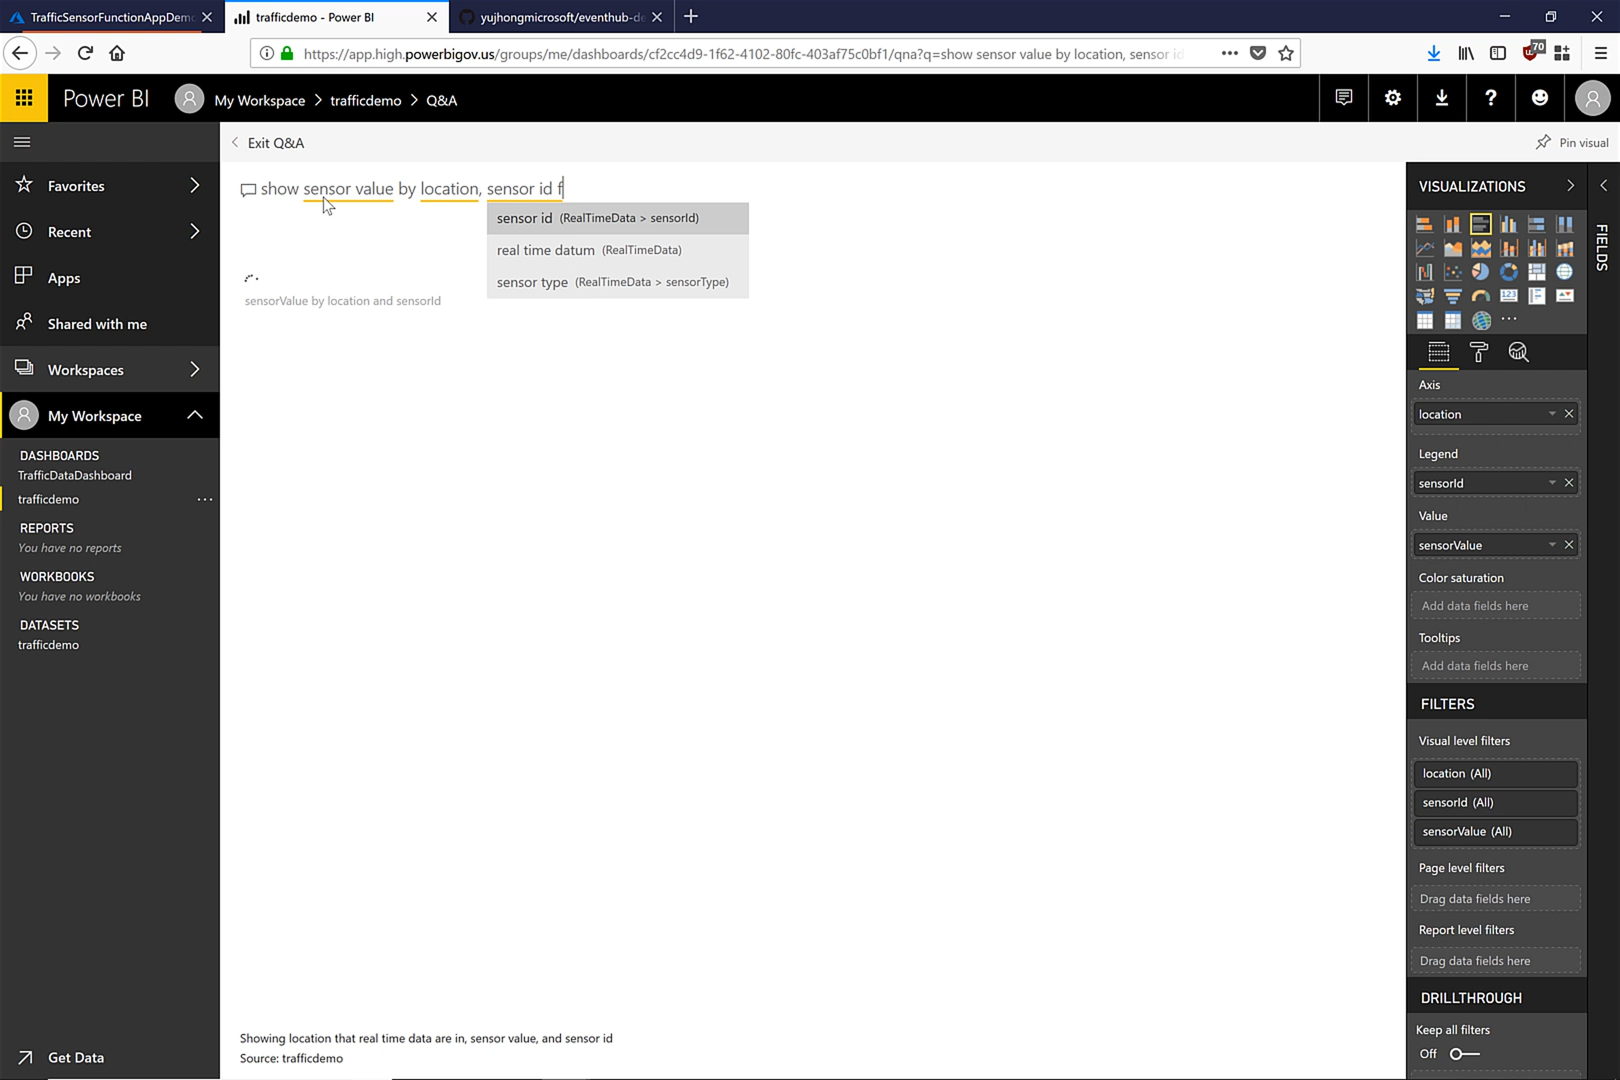 TrafficSensorFunctionAppDemo
trafficdemo - Power BI
yujhongmicrosoft/eventhub-de
https://app.high.powerbigov.us/groups/me/dashboards/cf2cc4d9-1f62-4102-80fc-403af75c0bf1/qna?q=show sensor value by location, sensor id
70
Power BI
My Workspace > trafficdemo > Q&A
Exit Q&A
Pin visual
Favorites
Recent
Apps
Shared with me
Workspaces
My Workspace
DASHBOARDS
TrafficDataDashboard
trafficdemo
REPORTS
You have no reports
WORKBOOKS
You have no workbooks
DATASETS
trafficdemo
Get Data
show sensor value by location, sensor id f
sensor id (RealTimeData > sensorId)
real time datum (RealTimeData)
sensor type (RealTimeData > sensorType)
sensorValue by location and sensorId
Showing location that real time data are in, sensor value, and sensor id
Source: trafficdemo
VISUALIZATIONS
123
Axis
location
Legend
sensorId
Value
sensorValue
Color saturation
Add data fields here
Tooltips
Add data fields here
FILTERS
Visual level filters
location (All)
sensorId (All)
sensorValue (All)
Page level filters
Drag data fields here
Report level filters
Drag data fields here
DRILLTHROUGH
Keep all filters
Off
FIELDS